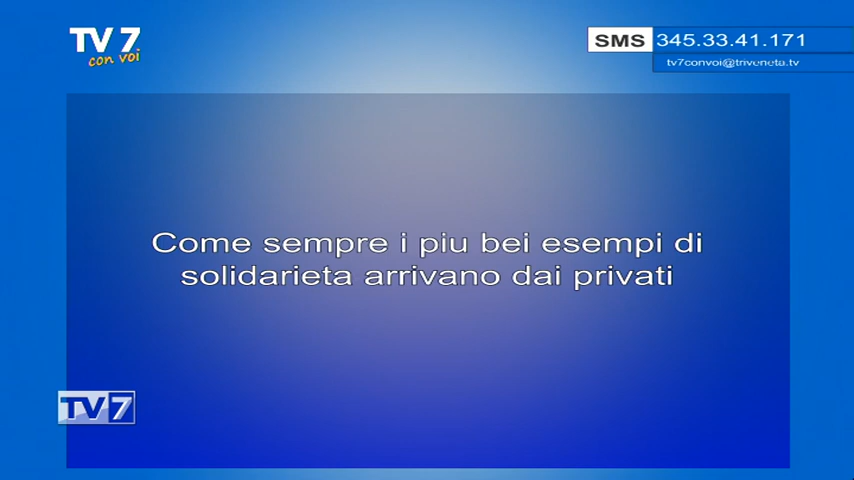 TV 7
con voi
SMS 345.33.41.171
tv7convoi@triveneta.tv
Come sempre i piu bei esempi di
solidarieta arrivano dai privati
TV7